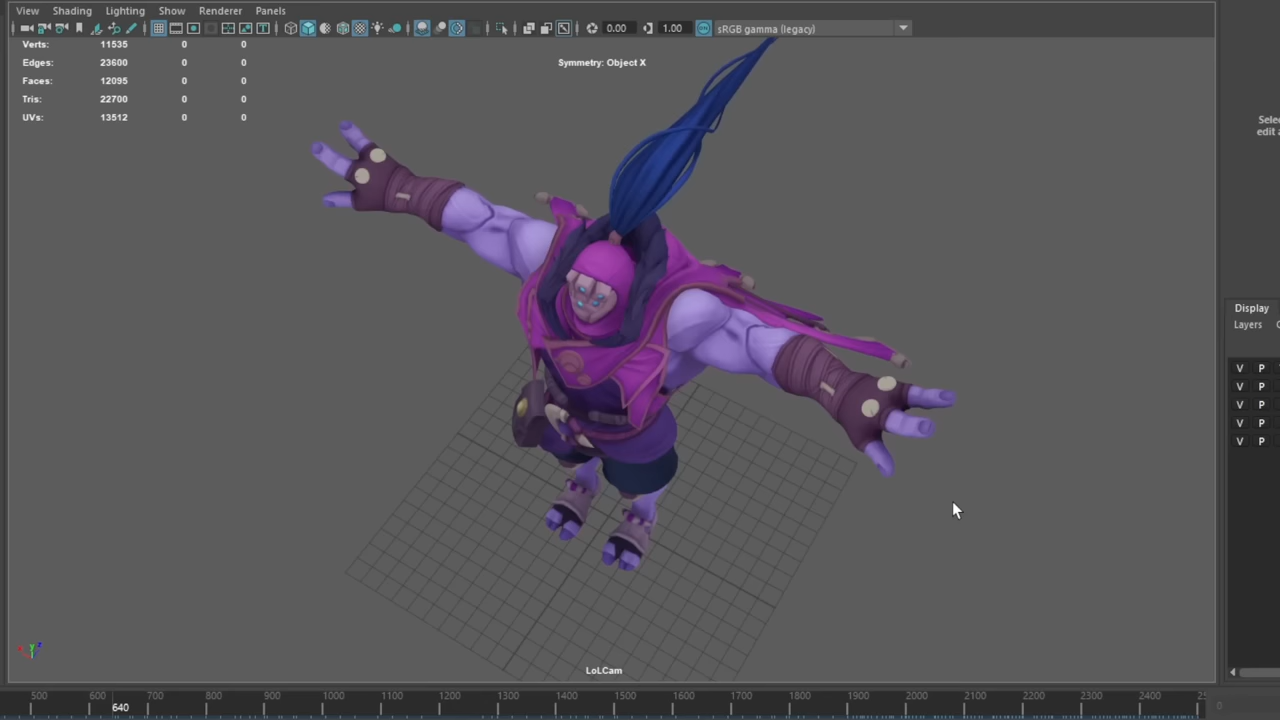 View Shading Lighting Show Renderer Panels
0.00 1.00 sRGB gamma (legacy)
Verts: 11535 0 0
Edges: 23600 0 0
Faces: 12095 0 0
Tris: 22700 0 0
UVs: 13512 0 0
Symmetry: Object X
Selec
edit a
Display
Layers
V P
V P
V P
V P
V P
x y z
LoLCam
500 600 700 800 900 1000 1100 1200 1300 1400 1500 1600 1700 1800 1900 2000 2100 2200 2300 2400
640
0